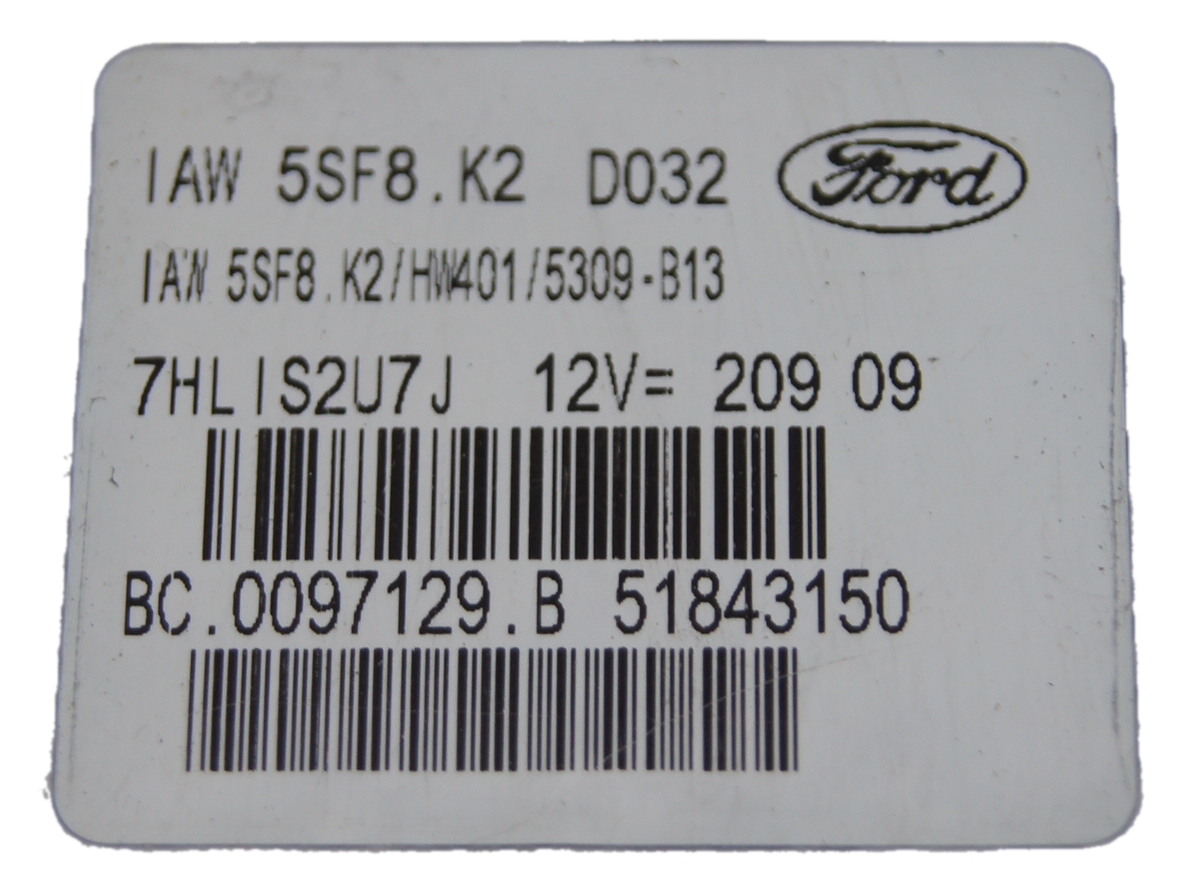 IAW 5SF8.K2 D032 Ford
IAW 5SF8.K2/HW401/5309-B13
7HLIS2U7J 12V= 209 09
BC.0097129.B 51843150